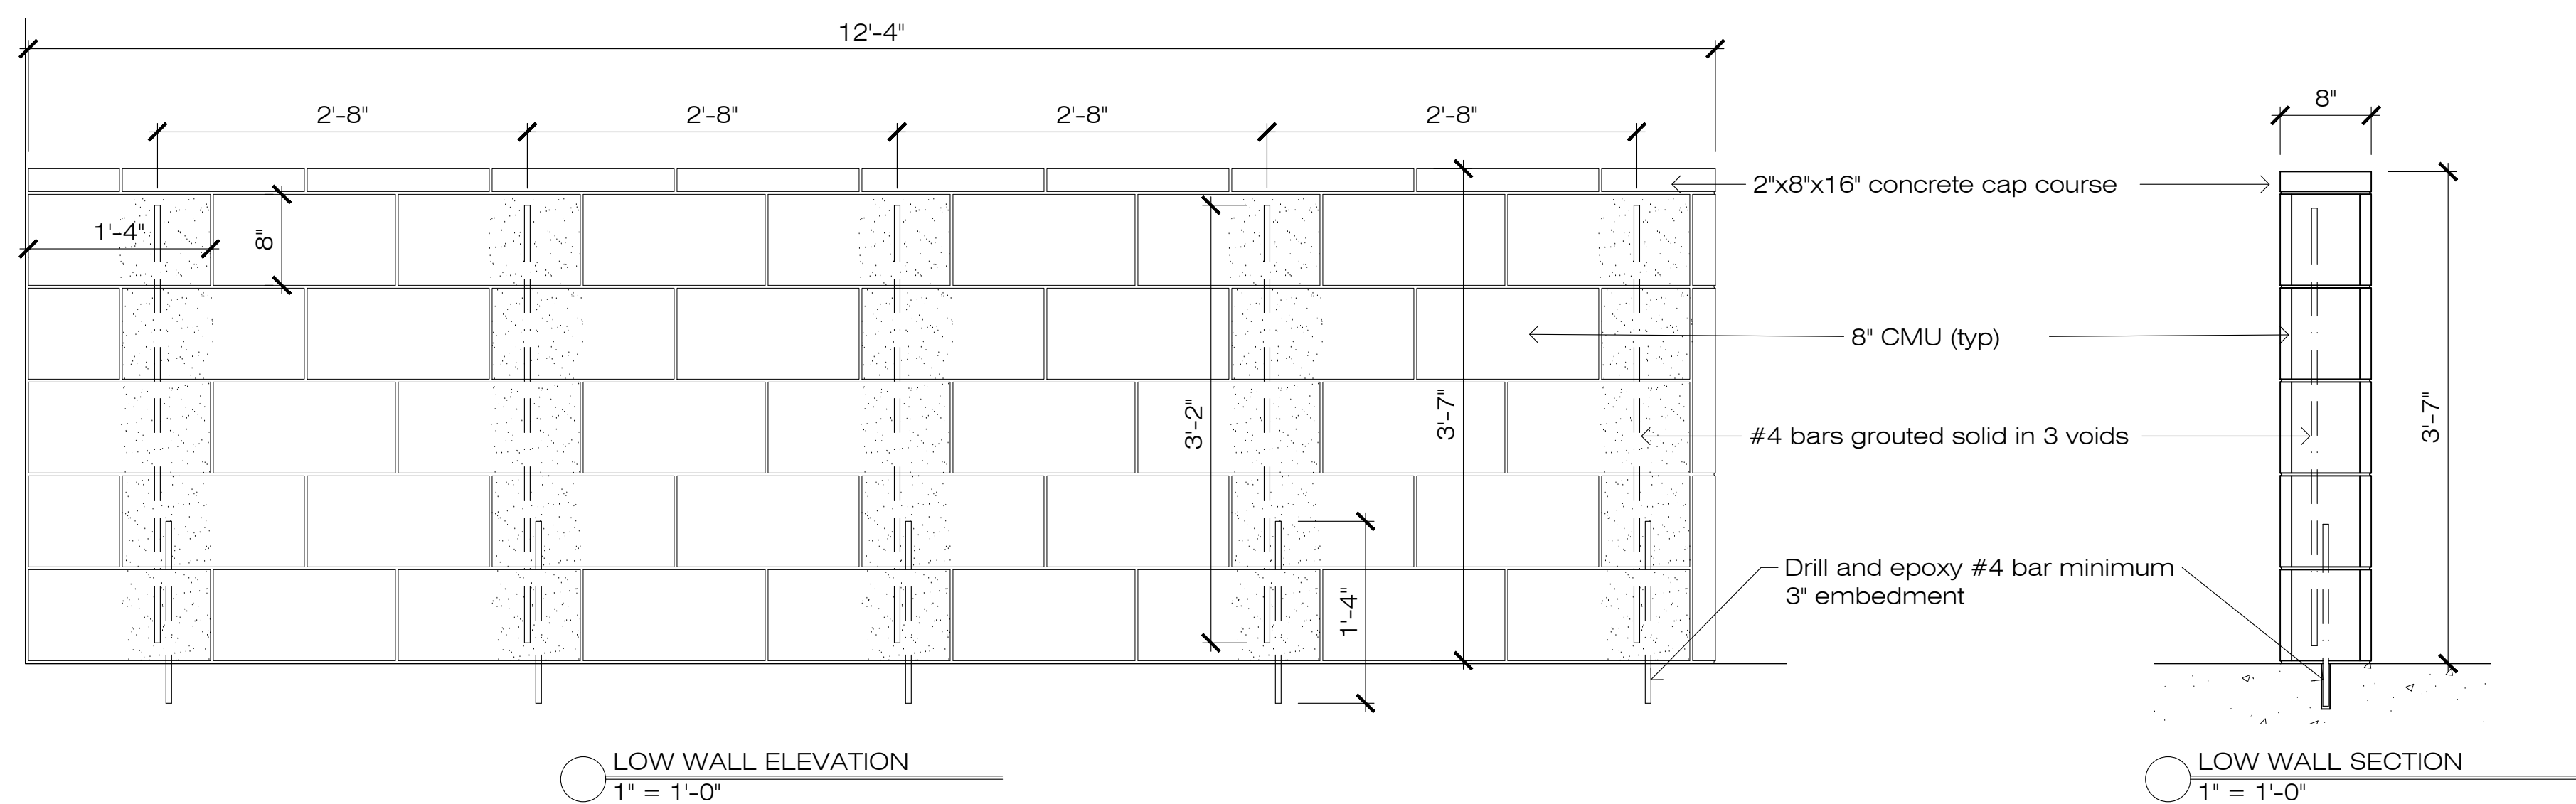 12'-4"
2'-8"
2'-8"
2'-8"
2'-8"
8"
2"x8"x16" concrete cap course
1'-4"
8"
8" CMU (typ)
3'-2"
3'-7"
3'-7"
#4 bars grouted solid in 3 voids
1'-4"
Drill and epoxy #4 bar minimum
3" embedment
LOW WALL ELEVATION
1" = 1'-0"
LOW WALL SECTION
1" = 1'-0"